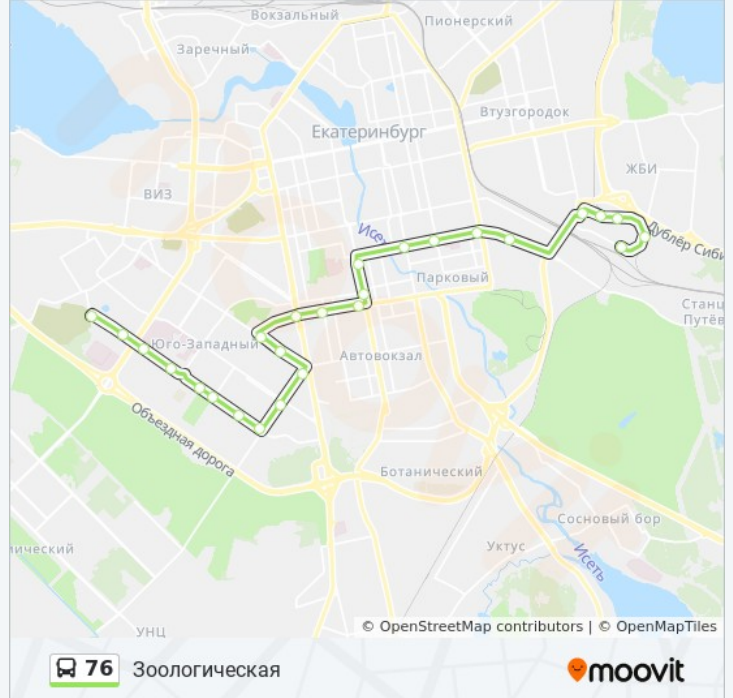 Вокзальный
Пионерский
Заречный
Екатеринбург
Втузгородок
ЖБИ
ВИЗ
Исеть
Дублёр Сиби
Парковый
Станц
Путёв
Юго-Западный
Автовокзал
Объездная дорога
Ботанический
Сосновый бор
ический
Уктус
Исеть
УНЦ
© OpenStreetMap contributors | © OpenMapTiles
76 Зоологическая
moovit